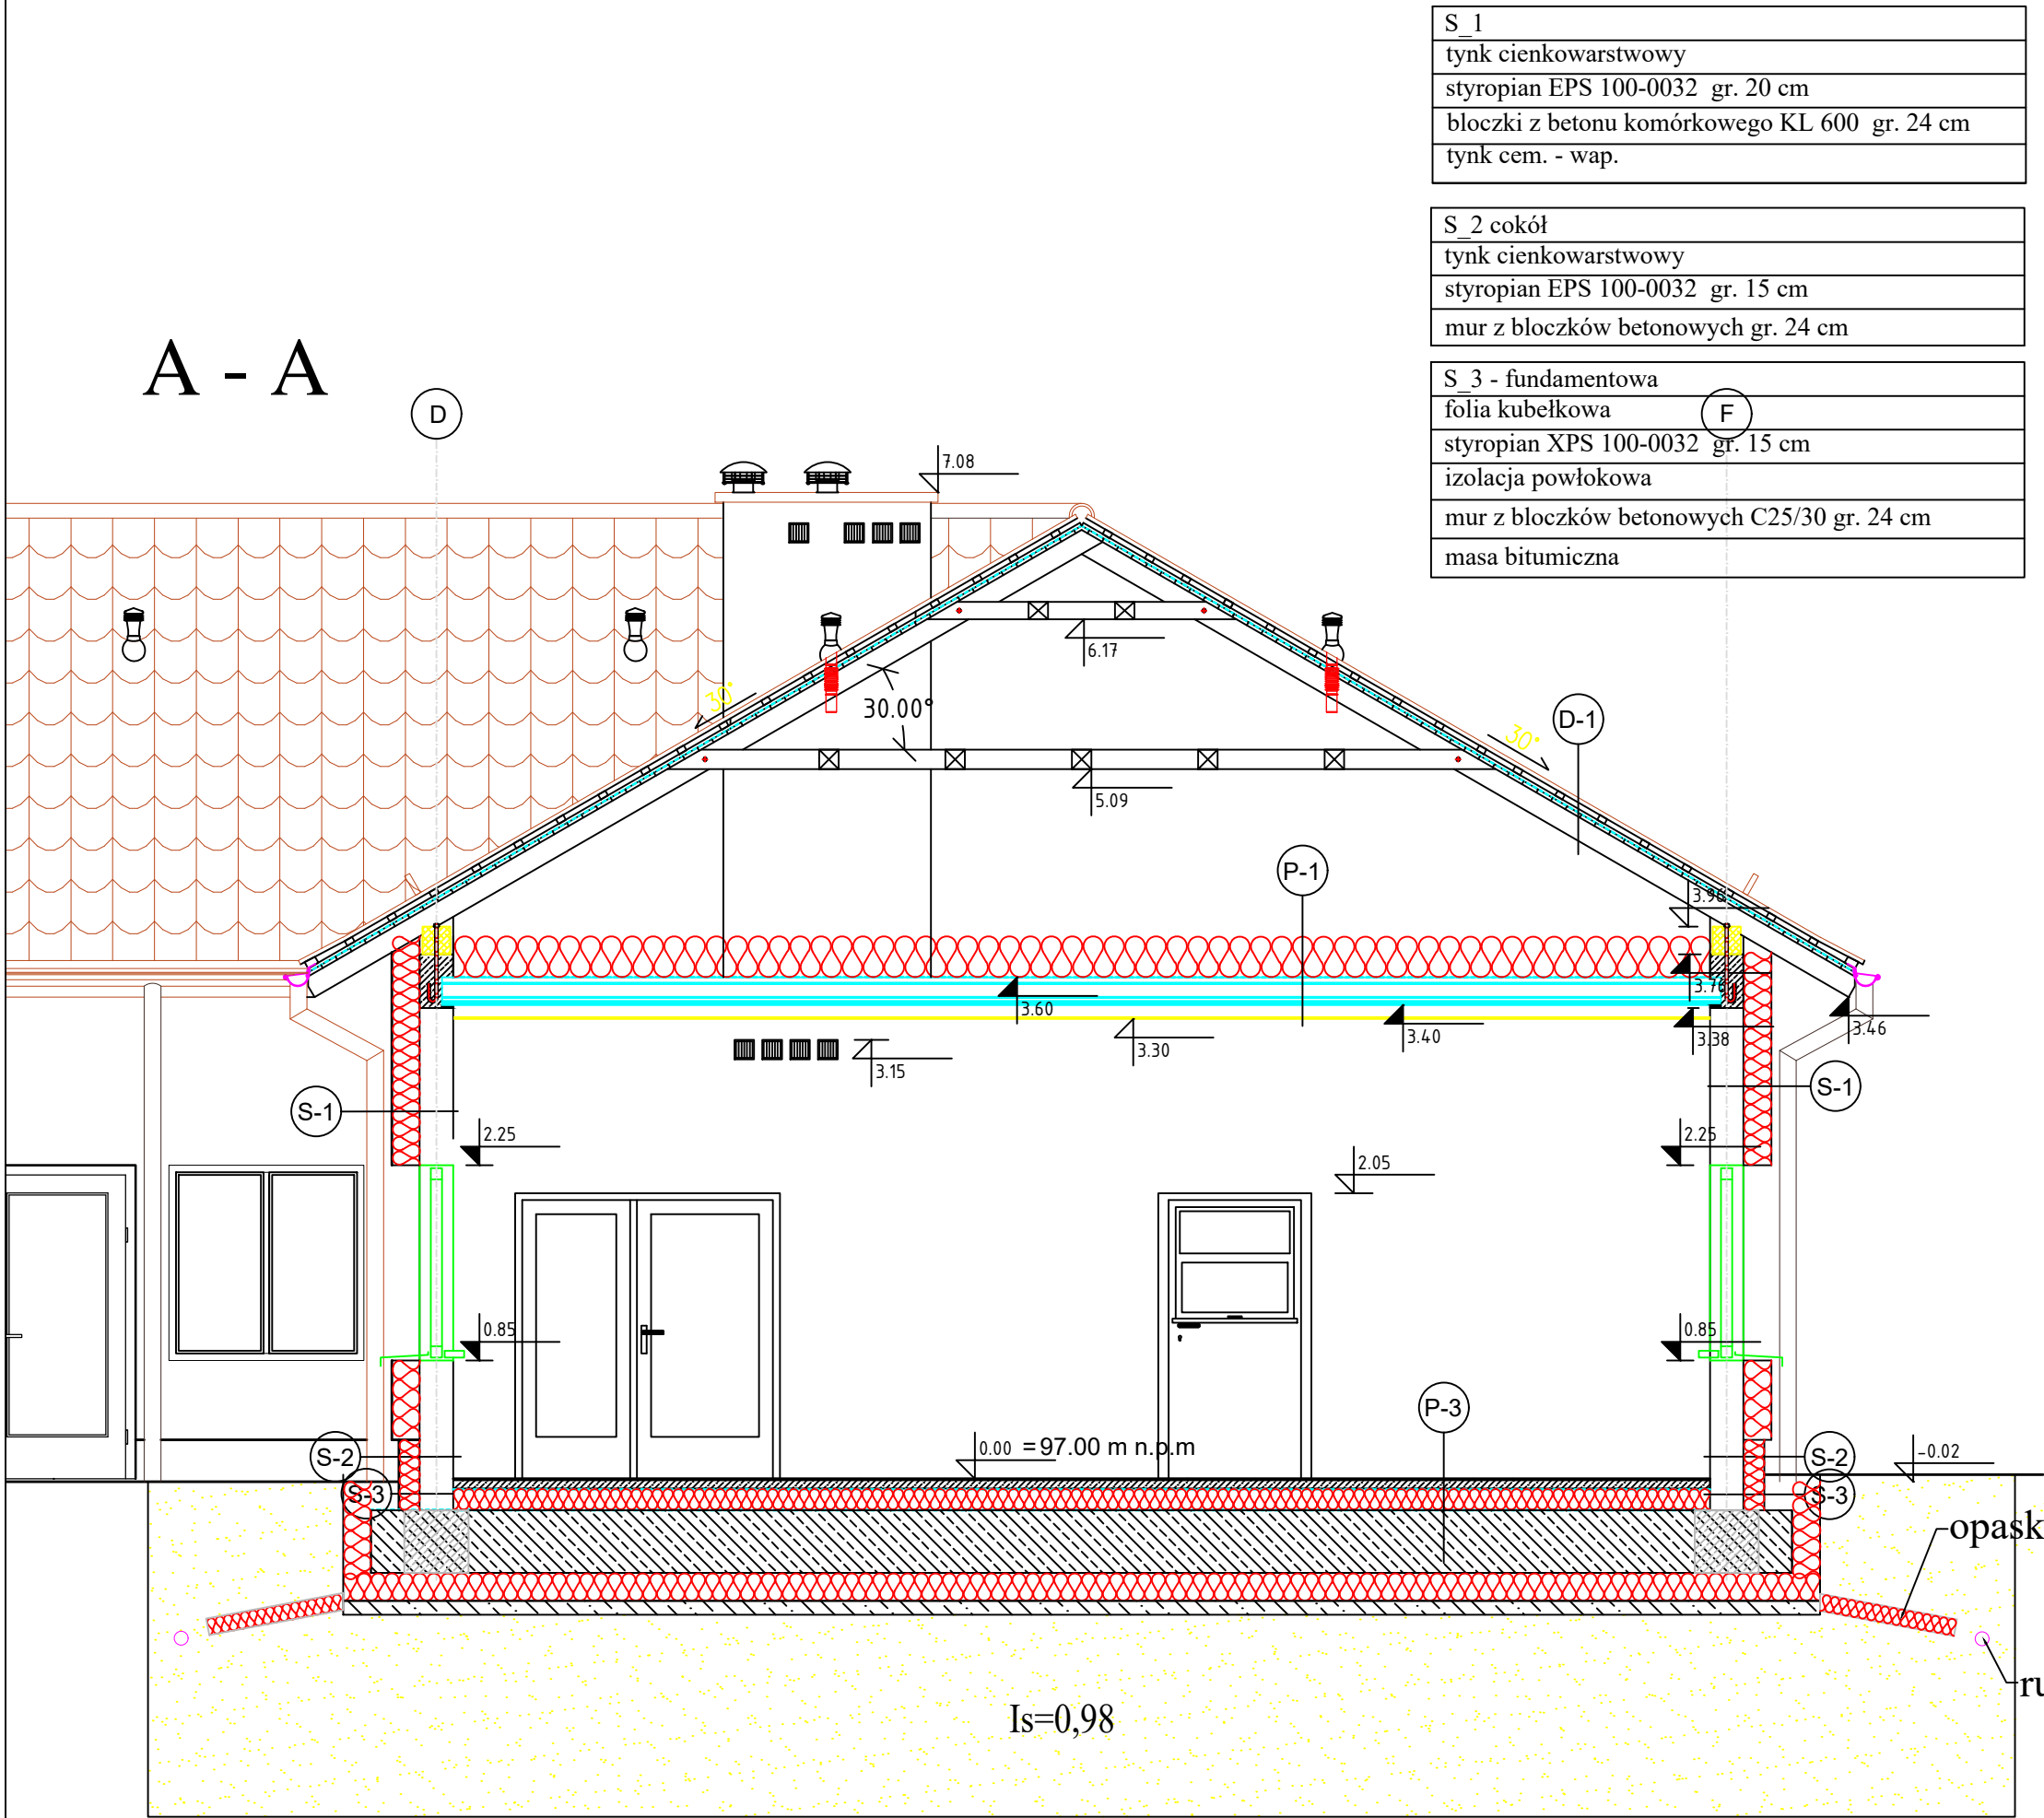 S_1
tynk cienkowarstwowy
styropian EPS 100-0032 gr. 20 cm
bloczki z betonu komórkowego KL 600 gr. 24 cm
tynk cem. - wap.
S_2 cokół
tynk cienkowarstwowy
styropian EPS 100-0032 gr. 15 cm
mur z bloczków betonowych gr. 24 cm
S_3 - fundamentowa
folia kubełkowa
styropian XPS 100-0032 gr. 15 cm
izolacja powłokowa
mur z bloczków betonowych C25/30 gr. 24 cm
masa bitumiczna
A - A
D
F
7.08
6.17
30°
30.00°
30°
D-1
5.09
P-1
3.96
3.76
3.60
3.40
3.38
3.46
3.30
3.15
S-1
S-1
2.25
2.25
2.05
0.85
0.85
P-3
0.00 =97.00 m n.p.m
S-2
S-2
-0.02
S-3
S-3
opask
ru
Is=0,98